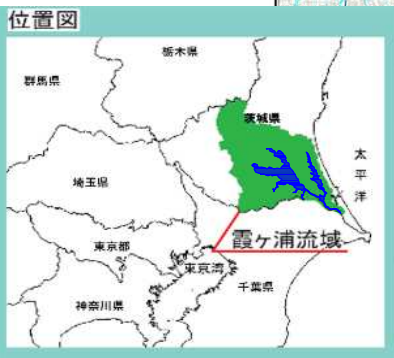 位置図
栃木県
群馬県
茨城県
太平洋
埼玉県
霞ヶ浦流域
東京都
東京湾
千葉県
神奈川県